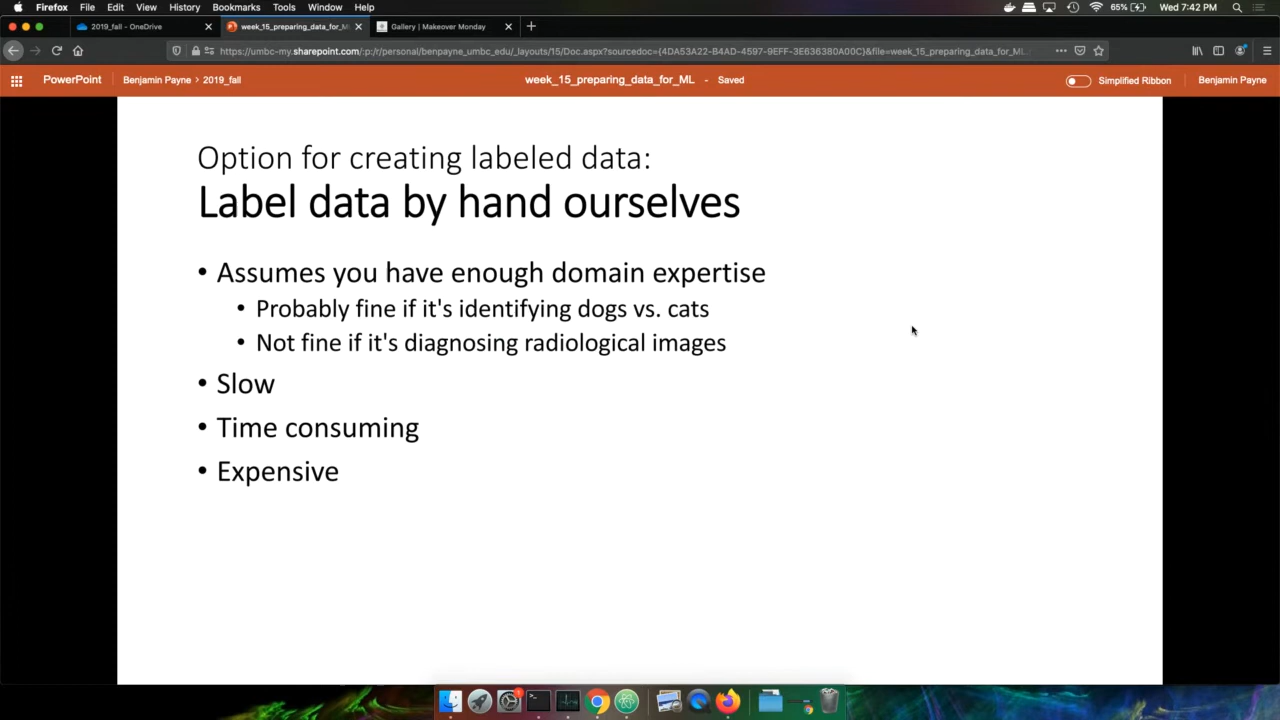 Firefox File Edit View History Bookmarks Tools Window Help
65% Wed 7:42 PM
2019_fall - OneDrive
week_15_preparing_data_for_ML
Gallery | Makeover Monday
https://umbc-my.sharepoint.com/:p:/r/personal/benpayne_umbc_edu/_layouts/15/Doc.aspx?sourcedoc={4DA53A22-B4AD-4597-9EFF-3E636380A00C}&file=week_15_preparing_data_for_ML.
PowerPoint Benjamin Payne > 2019_fall week_15_preparing_data_for_ML - Saved Simplified Ribbon Benjamin Payne
Option for creating labeled data:
Label data by hand ourselves
• Assumes you have enough domain expertise
• Probably fine if it's identifying dogs vs. cats
• Not fine if it's diagnosing radiological images
• Slow
• Time consuming
• Expensive